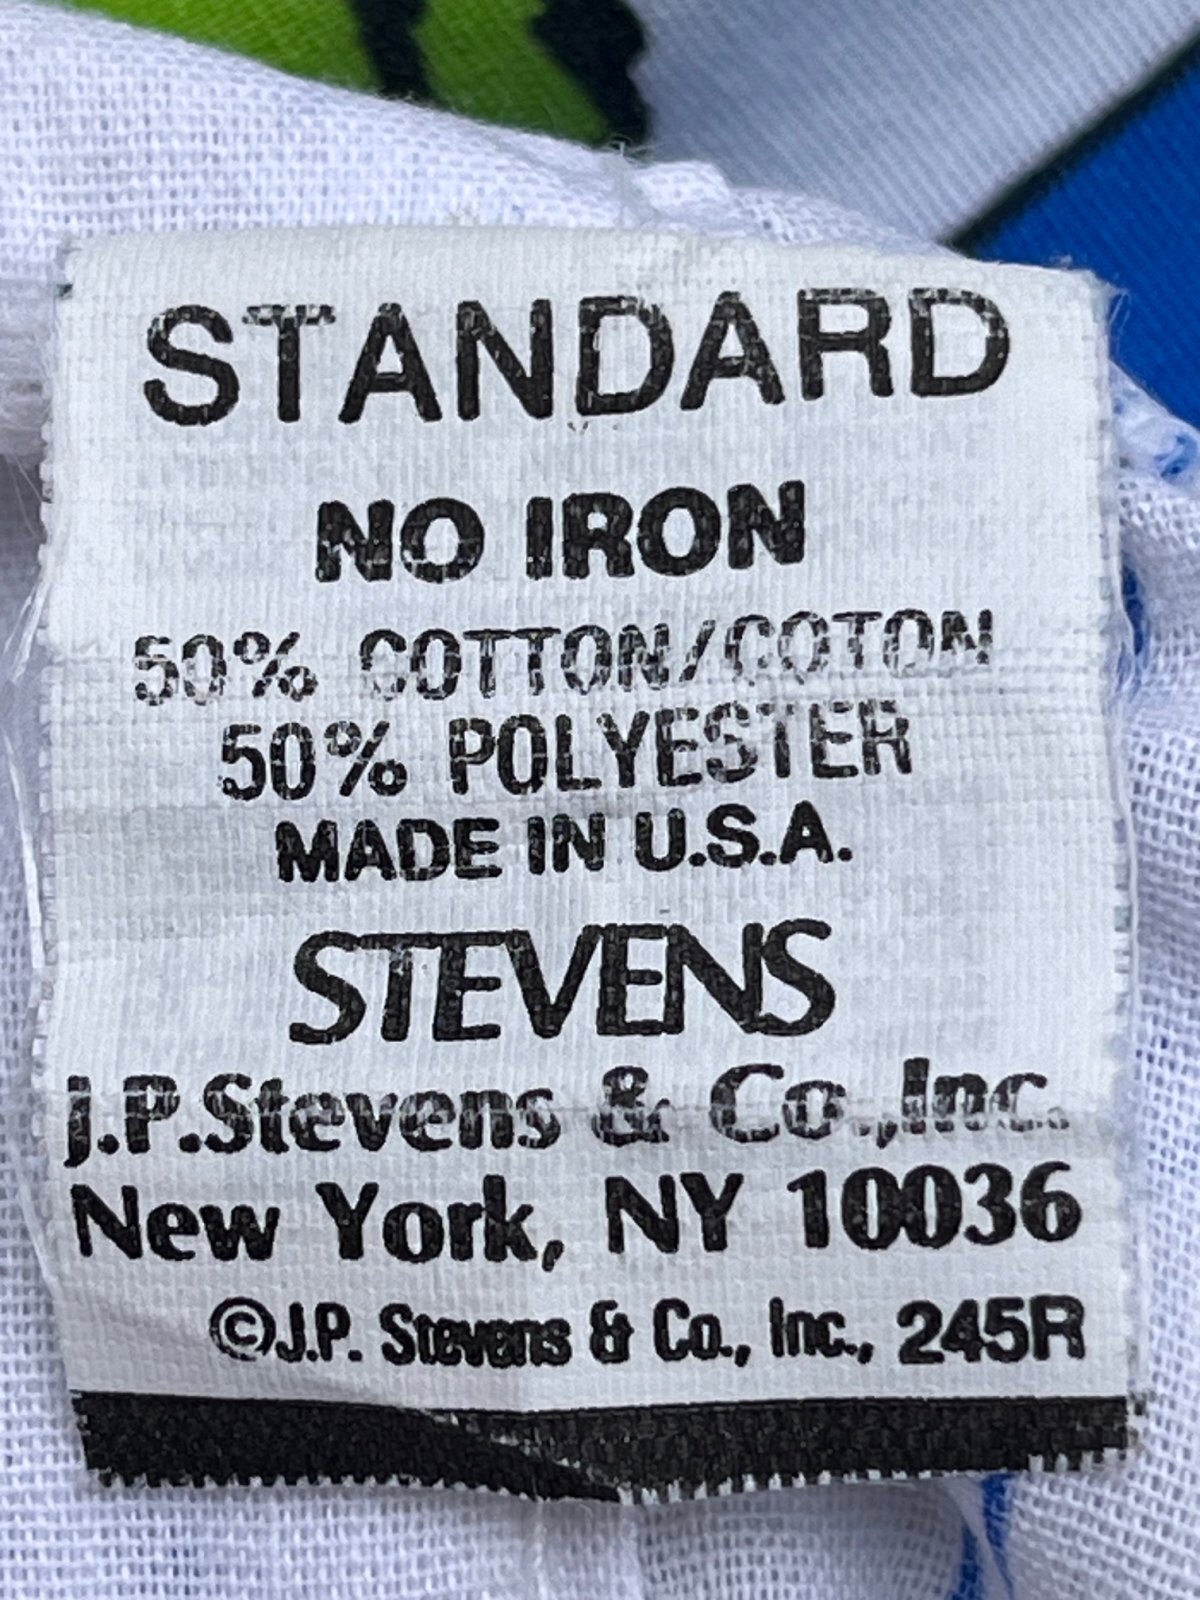 STANDARD
NO IRON
50% COTTON/COTON
50% POLYESTER
MADE IN U.S.A.
STEVENS
J.P.Stevens & Co.,Inc.
New York, NY 10036
©J.P. Stevens & Co., Inc., 245R